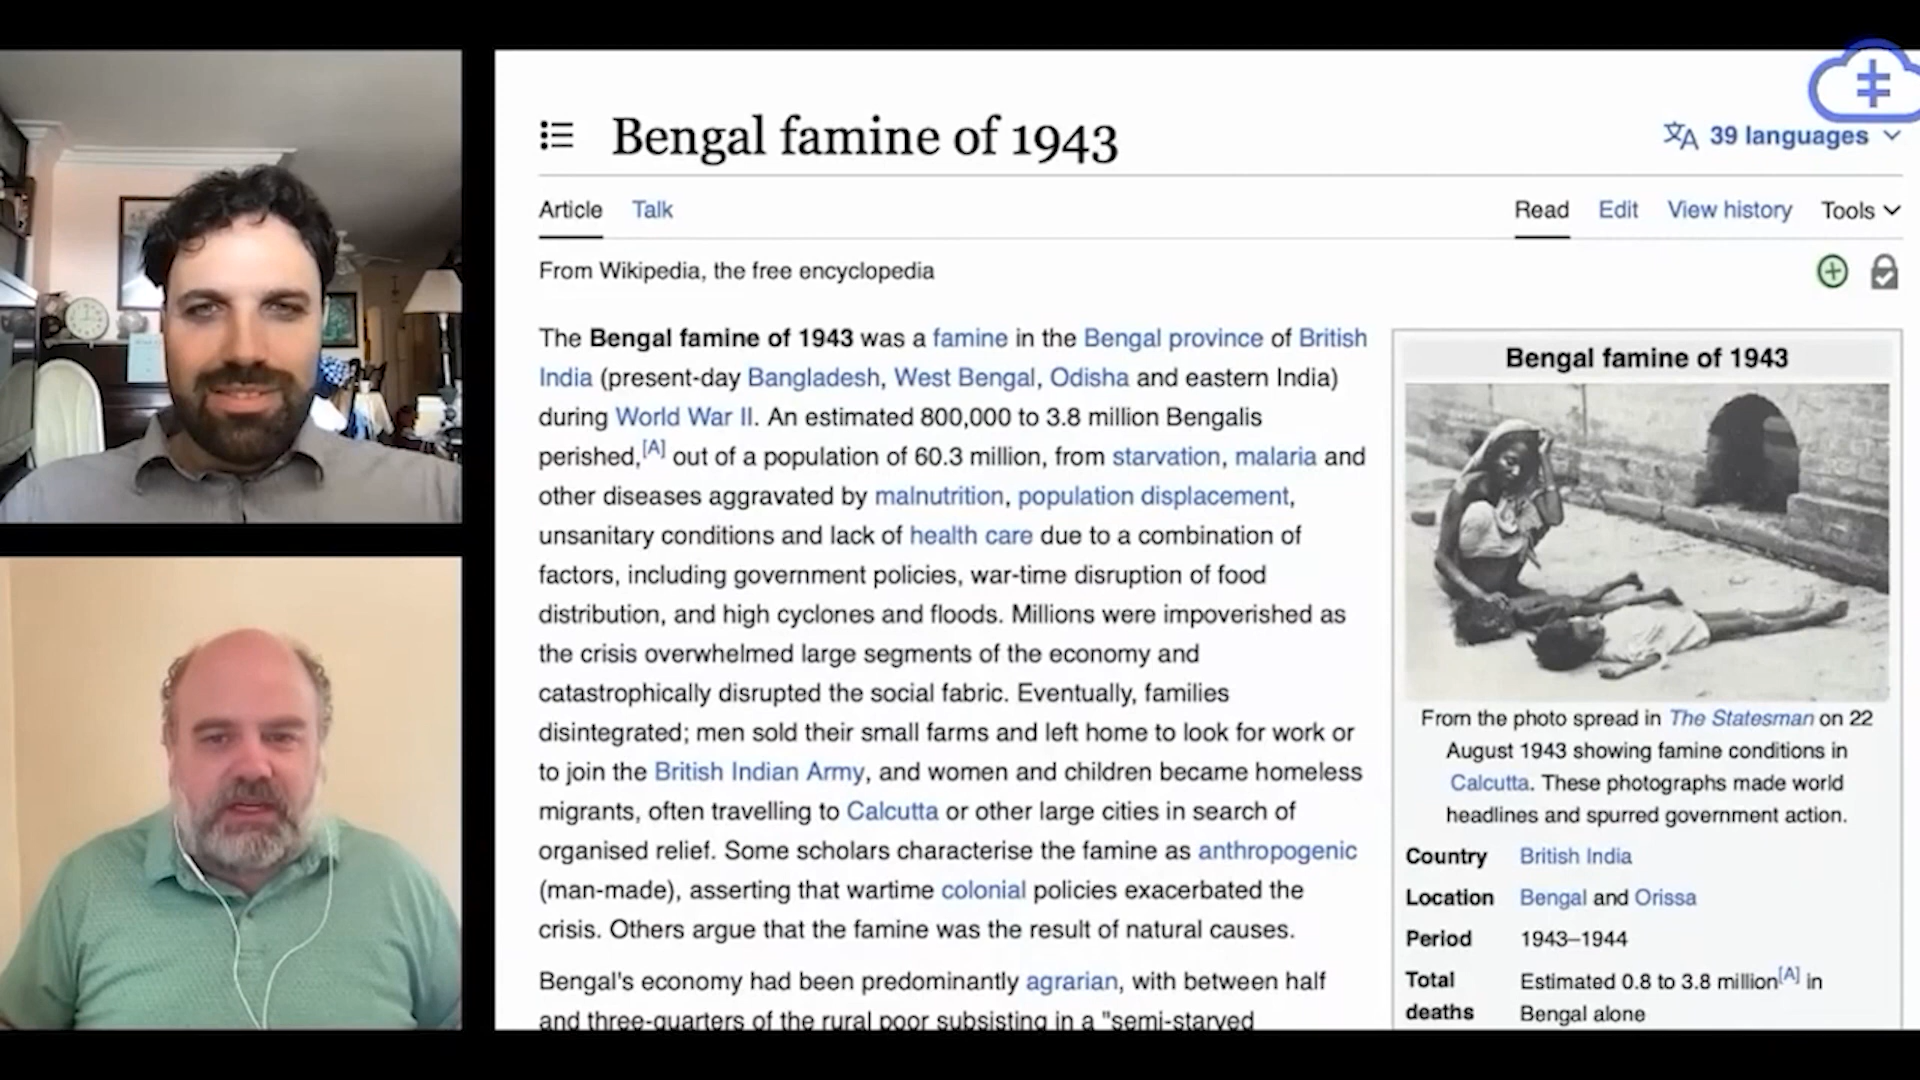 Bengal famine of 1943
39 languages
Article Talk
Read Edit View history Tools
From Wikipedia, the free encyclopedia
The Bengal famine of 1943 was a famine in the Bengal province of British
India (present-day Bangladesh, West Bengal, Odisha and eastern India)
during World War II. An estimated 800,000 to 3.8 million Bengalis
perished,[A] out of a population of 60.3 million, from starvation, malaria and
other diseases aggravated by malnutrition, population displacement,
unsanitary conditions and lack of health care due to a combination of
factors, including government policies, war-time disruption of food
distribution, and high cyclones and floods. Millions were impoverished as
the crisis overwhelmed large segments of the economy and
catastrophically disrupted the social fabric. Eventually, families
disintegrated; men sold their small farms and left home to look for work or
to join the British Indian Army, and women and children became homeless
migrants, often travelling to Calcutta or other large cities in search of
organised relief. Some scholars characterise the famine as anthropogenic
(man-made), asserting that wartime colonial policies exacerbated the
crisis. Others argue that the famine was the result of natural causes.
Bengal's economy had been predominantly agrarian, with between half
and three-quarters of the rural poor subsisting in a "semi-starved
Bengal famine of 1943
From the photo spread in The Statesman on 22
August 1943 showing famine conditions in
Calcutta. These photographs made world
headlines and spurred government action.
Country British India
Location Bengal and Orissa
Period 1943–1944
Total Estimated 0.8 to 3.8 million[A] in
deaths Bengal alone